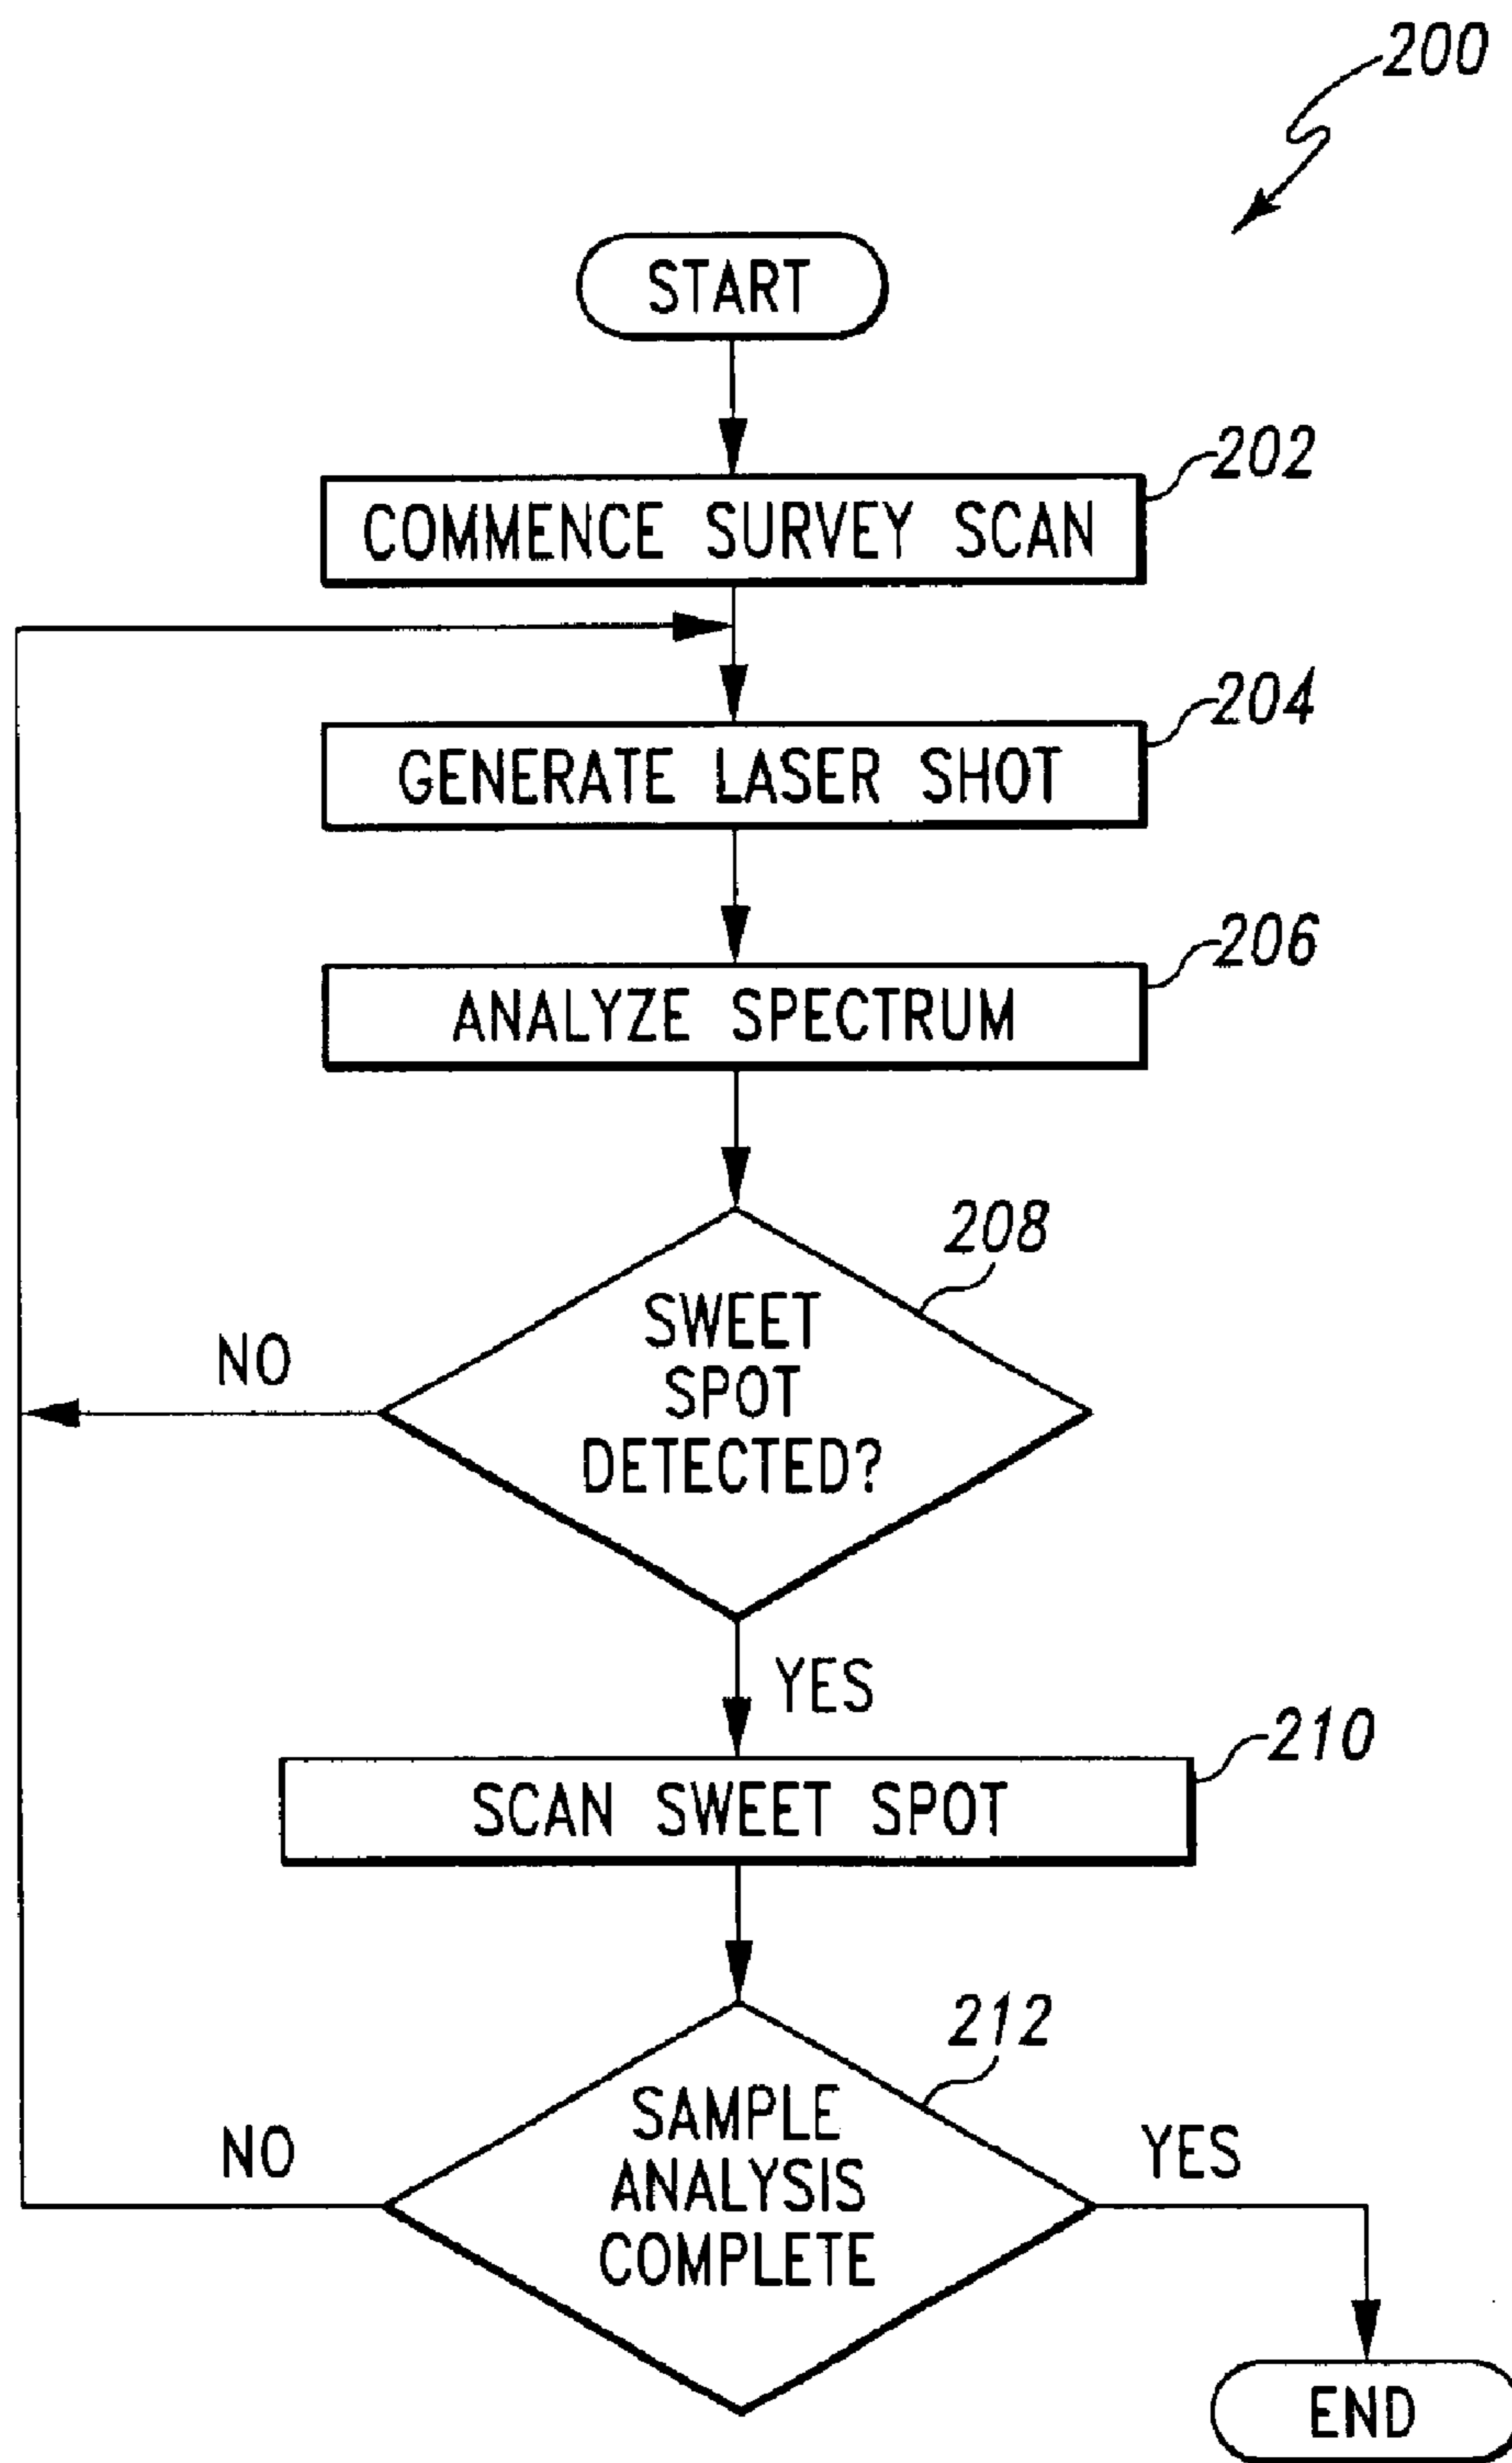 200
START
202
COMMENCE SURVEY SCAN
204
GENERATE LASER SHOT
206
ANALYZE SPECTRUM
208
SWEET
SPOT
DETECTED?
NO
YES
210
SCAN SWEET SPOT
212
SAMPLE
ANALYSIS
COMPLETE
NO
YES
END